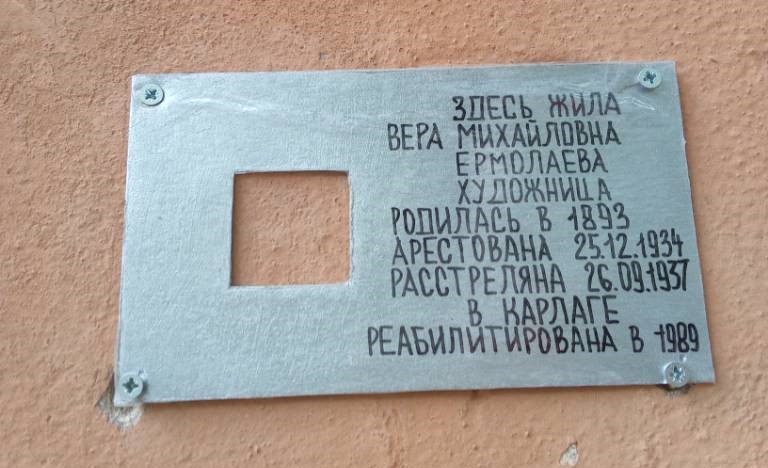 ЗДЕСЬ ЖИЛА
ВЕРА МИХАЙЛОВНА
ЕРМОЛАЕВА
ХУДОЖНИЦА
РОДИЛАСЬ В 1893
АРЕСТОВАНА 25.12.1934
РАССТРЕЛЯНА 26.09.1937
В КАРЛАГЕ
РЕАБИЛИТИРОВАНА В 1989